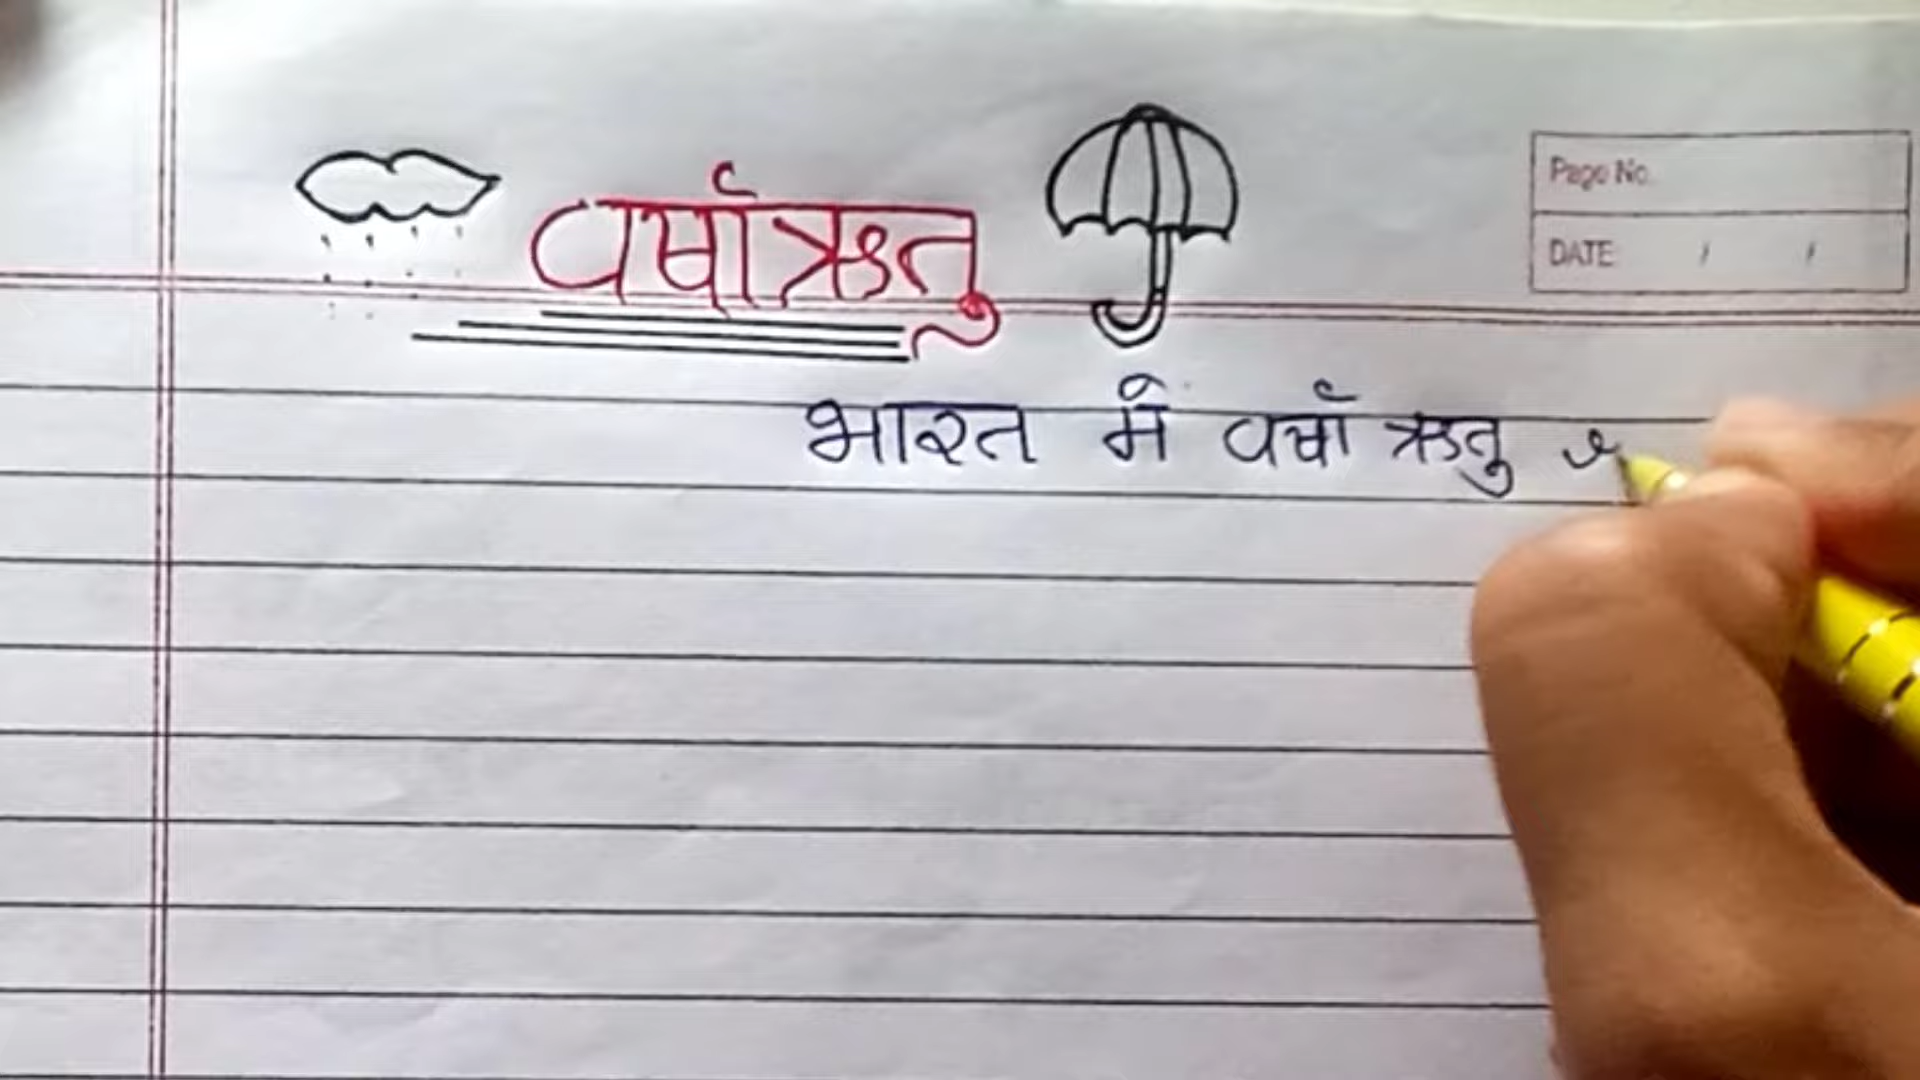 वर्षा ऋतु
Page No.
DATE / /
भारत में वर्षा ऋतु